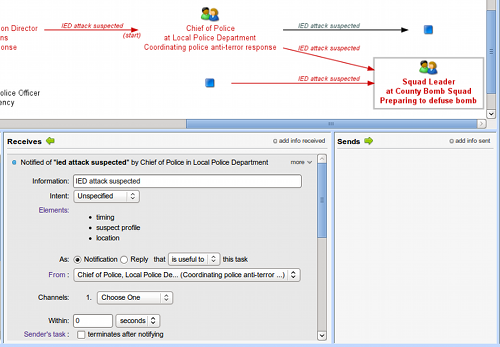 IED attack suspected
(start)
on Director
ns
sponse
Chief of Police
at Local Police Department
Coordinating police anti-terror response
IED attack suspected
IED attack suspected
IED attack suspected
Squad Leader
at County Bomb Squad
Preparing to defuse bomb
olice Officer
ency
Receives
add info received
Notified of "ied attack suspected" by Chief of Police in Local Police Department
more
Information: IED attack suspected
Intent: Unspecified
Elements:
• timing
• suspect profile
• location
As: Notification Reply that is useful to this task
From : Chief of Police, Local Police De... (Coordinating police anti-terror ...)
Channels: 1. Choose One
Within: 0 seconds
Sender's task : terminates after notifying
Sends
add info sent